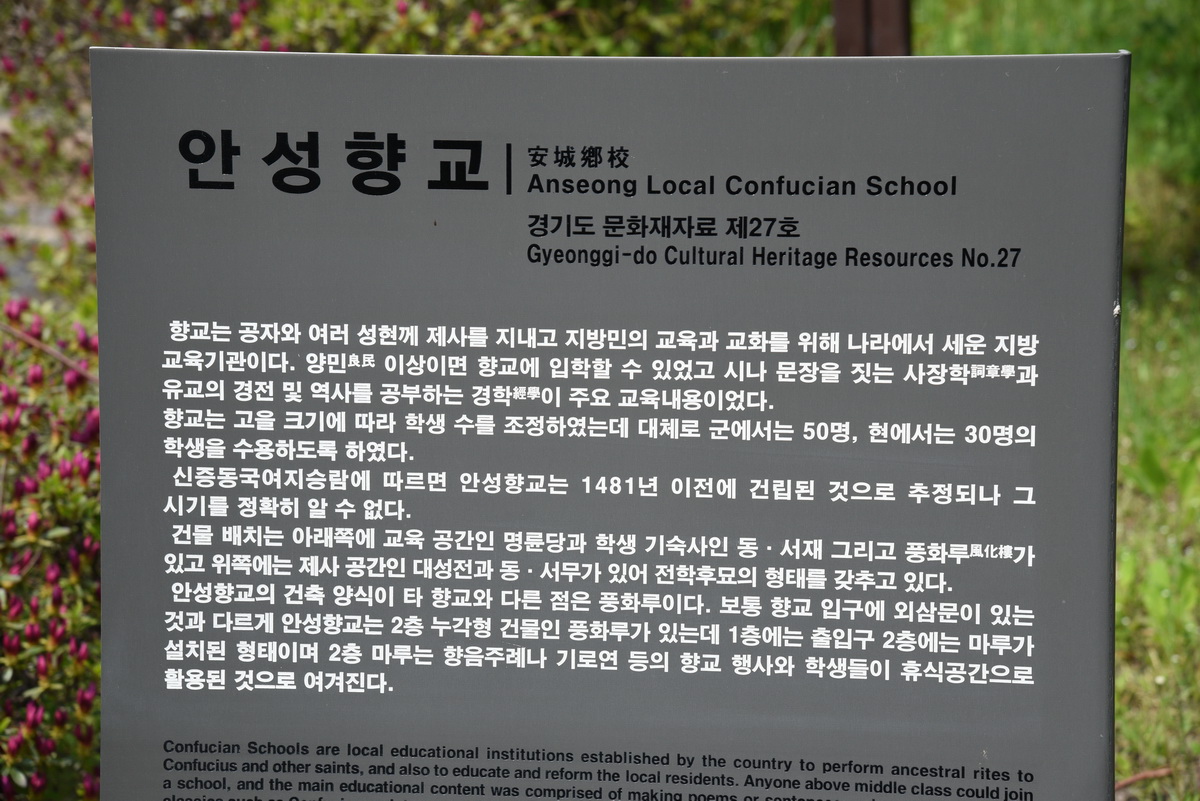 안성향교
安城鄕校
Anseong Local Confucian School
경기도 문화재자료 제27호
Gyeonggi-do Cultural Heritage Resources No.27
향교는 공자와 여러 성현께 제사를 지내고 지방민의 교육과 교화를 위해 나라에서 세운 지방
교육기관이다. 양민良民 이상이면 향교에 입학할 수 있었고 시나 문장을 짓는 사장학詞章學과
유교의 경전 및 역사를 공부하는 경학經學이 주요 교육내용이었다.
향교는 고을 크기에 따라 학생 수를 조정하였는데 대체로 군에서는 50명, 현에서는 30명의
학생을 수용하도록 하였다.
신증동국여지승람에 따르면 안성향교는 1481년 이전에 건립된 것으로 추정되나 그
시기를 정확히 알 수 없다.
건물 배치는 아래쪽에 교육 공간인 명륜당과 학생 기숙사인 동·서재 그리고 풍화루風化樓가
있고 위쪽에는 제사 공간인 대성전과 동·서무가 있어 전학후묘의 형태를 갖추고 있다.
안성향교의 건축 양식이 타 향교와 다른 점은 풍화루이다. 보통 향교 입구에 외삼문이 있는
것과 다르게 안성향교는 2층 누각형 건물인 풍화루가 있는데 1층에는 출입구 2층에는 마루가
설치된 형태이며 2층 마루는 향음주례나 기로연 등의 향교 행사와 학생들이 휴식공간으로
활용된 것으로 여겨진다.
Confucian Schools are local educational institutions established by the country to perform ancestral rites to
Confucius and other saints, and also to educate and reform the local residents. Anyone above middle class could join
a school, and the main educational content was comprised of making poems or